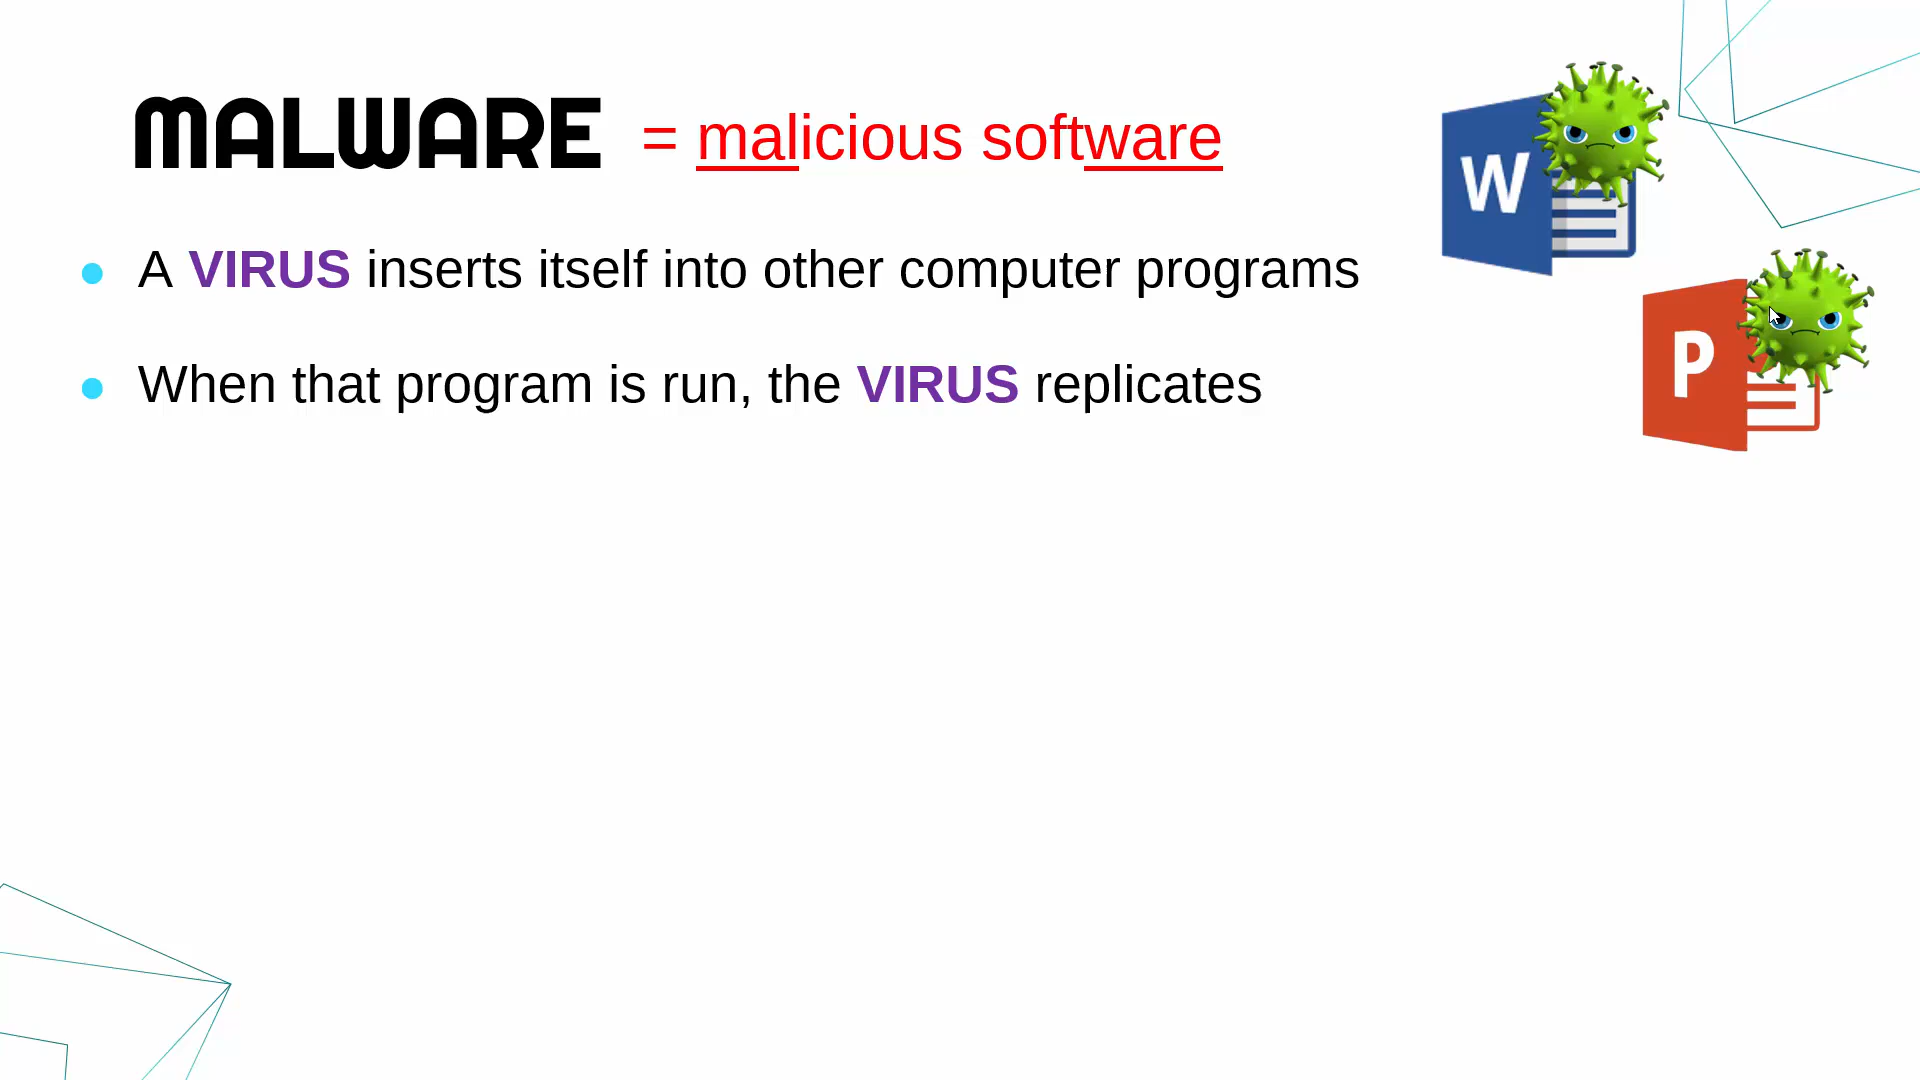 MALWARE = malicious software
A VIRUS inserts itself into other computer programs
When that program is run, the VIRUS replicates
W
P